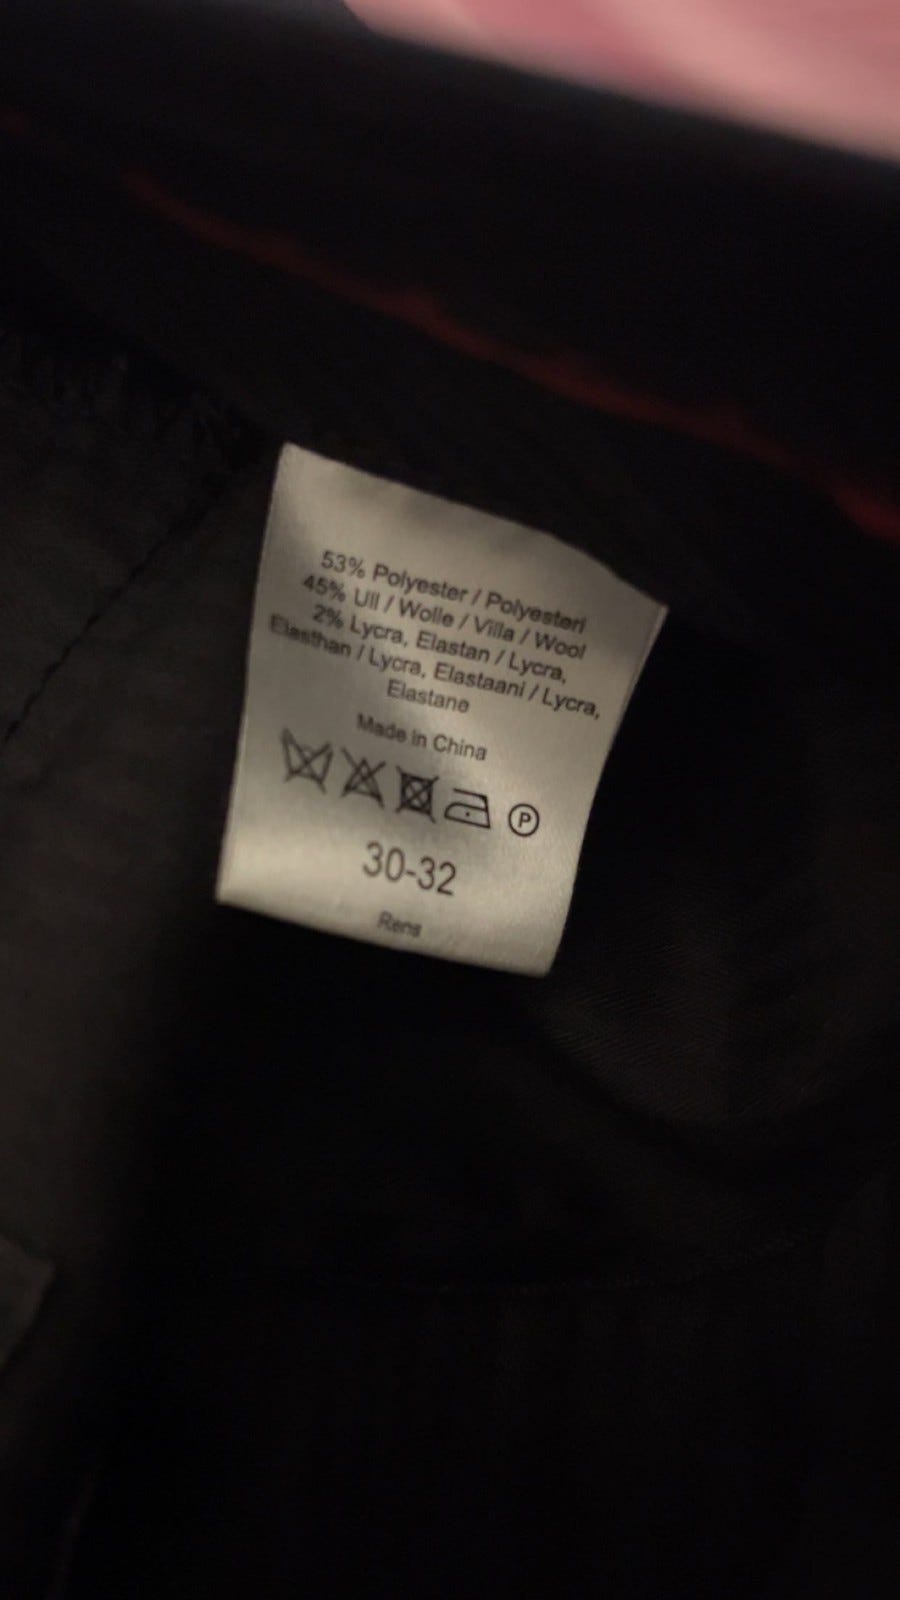 53% Polyester / Polyesteri
45% Ull / Wolle / Villa / Wool
2% Lycra, Elastan / Lycra,
Elasthan / Lycra, Elastaani / Lycra,
Elastane
Made in China
P
30-32
Rens